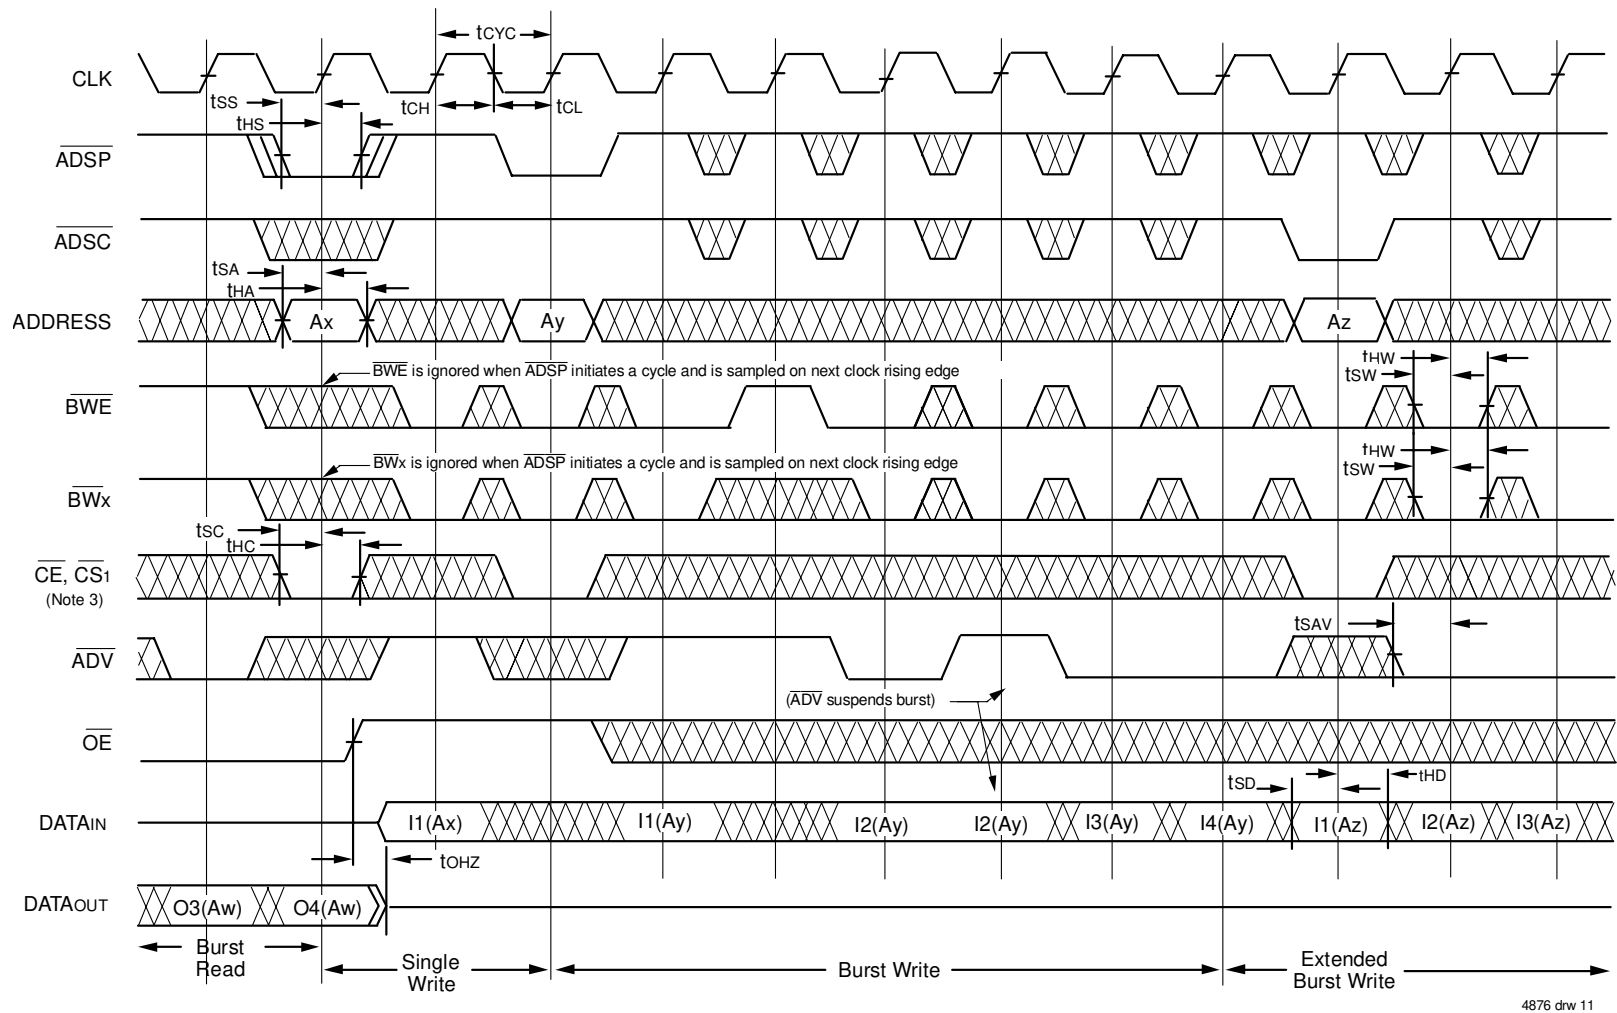 tCYC
CLK
tSS
tCH
tCL
tHS
ADSP
ADSC
tSA
tHA
ADDRESS
Ax
Ay
Az
tHW
BWE is ignored when ADSP initiates a cycle and is sampled on next clock rising edge
tSW
BWE
tHW
BWx is ignored when ADSP initiates a cycle and is sampled on next clock rising edge
tSW
BWx
tSC
tHC
CE, CS1
(Note 3)
tSAV
ADV
(ADV suspends burst)
OE
tSD
tHD
DATAIN
I1(Ax)
I1(Ay)
I2(Ay)
I2(Ay)
I3(Ay)
I4(Ay)
I1(Az)
I2(Az)
I3(Az)
tOHZ
DATAOUT
O3(Aw)
O4(Aw)
Burst
Read
Single
Write
Burst Write
Extended
Burst Write
4876 drw 11